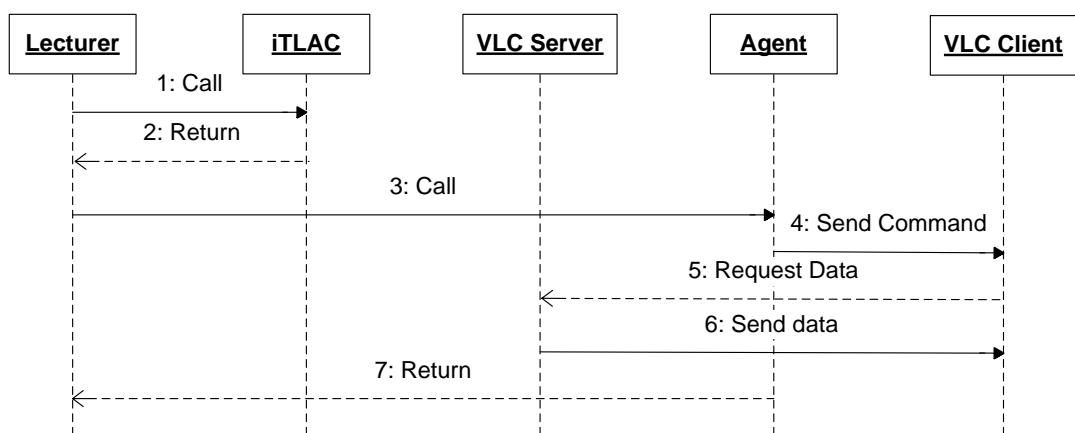 Lecturer
iTLAC
VLC Server
Agent
VLC Client
1: Call
2: Return
3: Call
4: Send Command
5: Request Data
6: Send data
7: Return